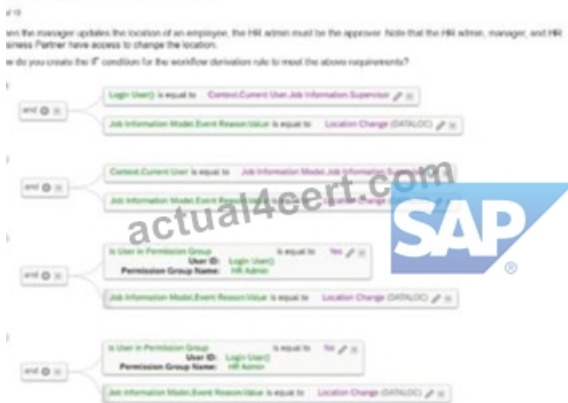 en the manager updates the location of an employee, the HR admin must be the approver. Note that the HR admin, manager, and HR
siness Partner have access to change the location.
w do you create the IF condition for the workflow derivation rule to meet the above requirements?
Login User() is equal to Context.Current User.Job Information.Supervisor
and
Job Information Model.Event Reason.Value is equal to Location Change (DATALOC)
Context.Current User is equal to Job Information Model.Job Information
and
Job Information Model.Event Reason.Value is equal to Location Change
actual4cert.com
SAP
Is User in Permission Group is equal to Yes
User ID: Login User()
and
Permission Group Name: HR Admin
Job Information Model.Event Reason.Value is equal to Location Change (DATALOC)
Is User in Permission Group is equal to Yes
User ID: Login User()
and
Permission Group Name: HR Admin
Job Information Model.Event Reason.Value is equal to Location Change (DATALOC)